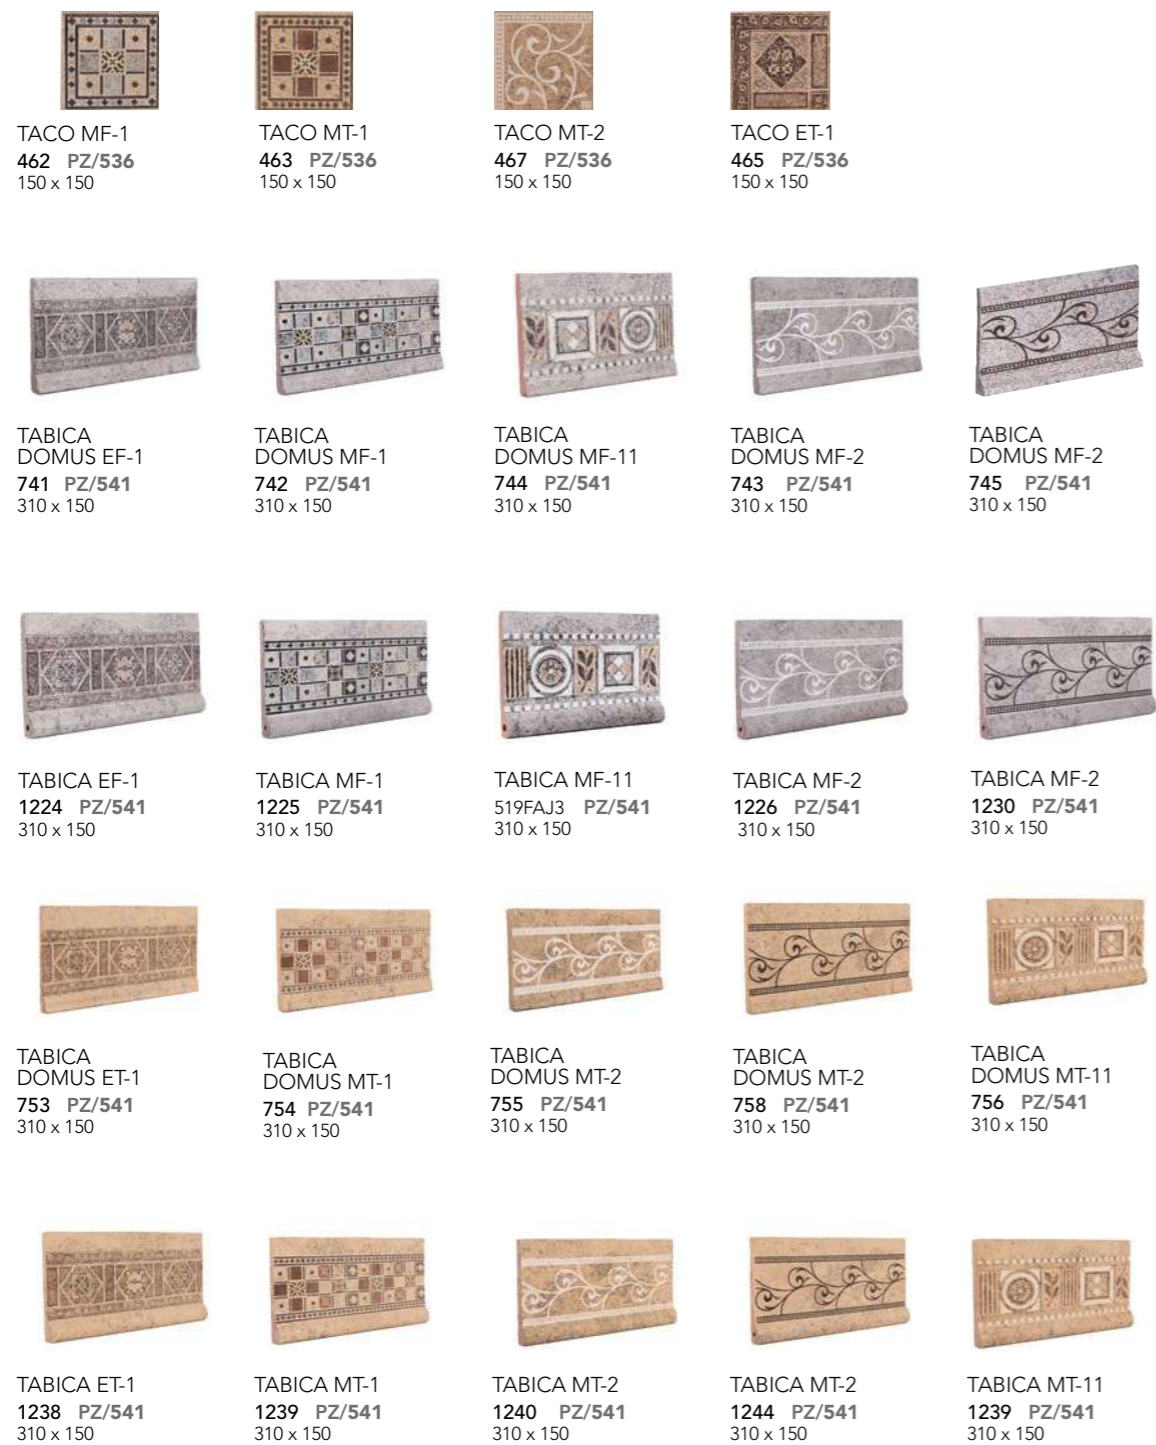 TACO MF-1
462 PZ/536
150 x 150
TACO MT-1
463 PZ/536
150 x 150
TACO MT-2
467 PZ/536
150 x 150
TACO ET-1
465 PZ/536
150 x 150
TABICA
DOMUS EF-1
741 PZ/541
310 x 150
TABICA
DOMUS MF-1
742 PZ/541
310 x 150
TABICA
DOMUS MF-11
744 PZ/541
310 x 150
TABICA
DOMUS MF-2
743 PZ/541
310 x 150
TABICA
DOMUS MF-2
745 PZ/541
310 x 150
TABICA EF-1
1224 PZ/541
310 x 150
TABICA MF-1
1225 PZ/541
310 x 150
TABICA MF-11
519FAJ3 PZ/541
310 x 150
TABICA MF-2
1226 PZ/541
310 x 150
TABICA MF-2
1230 PZ/541
310 x 150
TABICA
DOMUS ET-1
753 PZ/541
310 x 150
TABICA
DOMUS MT-1
754 PZ/541
310 x 150
TABICA
DOMUS MT-2
755 PZ/541
310 x 150
TABICA
DOMUS MT-2
758 PZ/541
310 x 150
TABICA
DOMUS MT-11
756 PZ/541
310 x 150
TABICA ET-1
1238 PZ/541
310 x 150
TABICA MT-1
1239 PZ/541
310 x 150
TABICA MT-2
1240 PZ/541
310 x 150
TABICA MT-2
1244 PZ/541
310 x 150
TABICA MT-11
1239 PZ/541
310 x 150